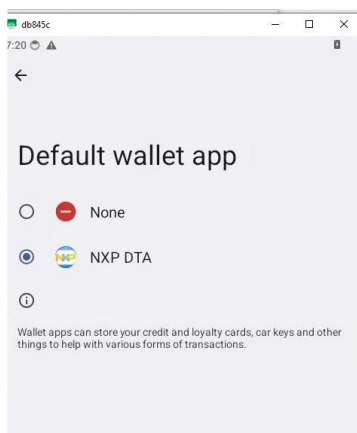 db845c
7:20
Default wallet app
None
NXP
NXP DTA
Wallet apps can store your credit and loyalty cards, car keys and other
things to help with various forms of transactions.